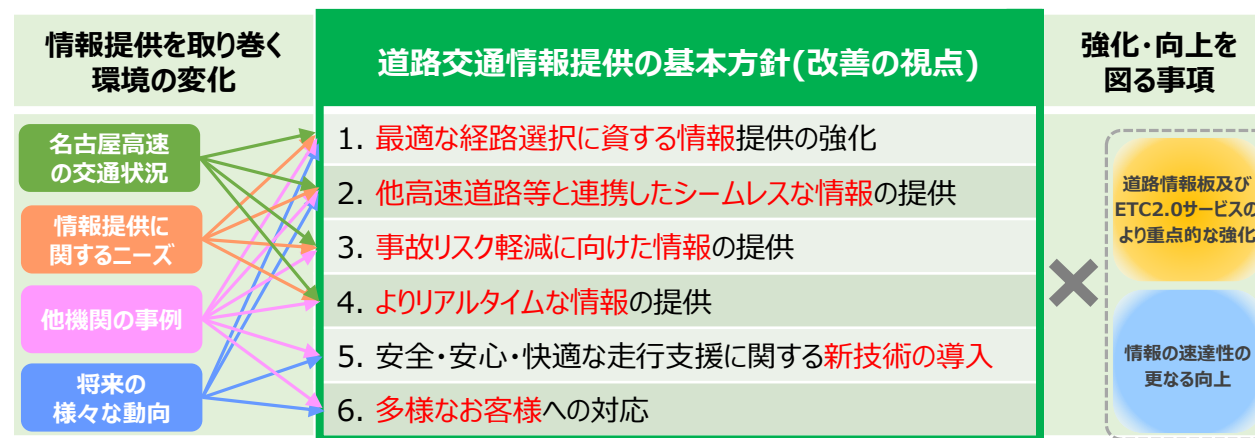 情報提供を取り巻く
環境の変化
道路交通情報提供の基本方針(改善の視点)
強化・向上を
図る事項
名古屋高速
の交通状況
情報提供に
関するニーズ
他機関の事例
将来の
様々な動向
1. 最適な経路選択に資する情報提供の強化
2. 他高速道路等と連携したシームレスな情報の提供
3. 事故リスク軽減に向けた情報の提供
4. よりリアルタイムな情報の提供
5. 安全・安心・快適な走行支援に関する新技術の導入
6. 多様なお客様への対応
×
道路情報板及び
ETC2.0サービスの
より重点的な強化
情報の速達性の
更なる向上